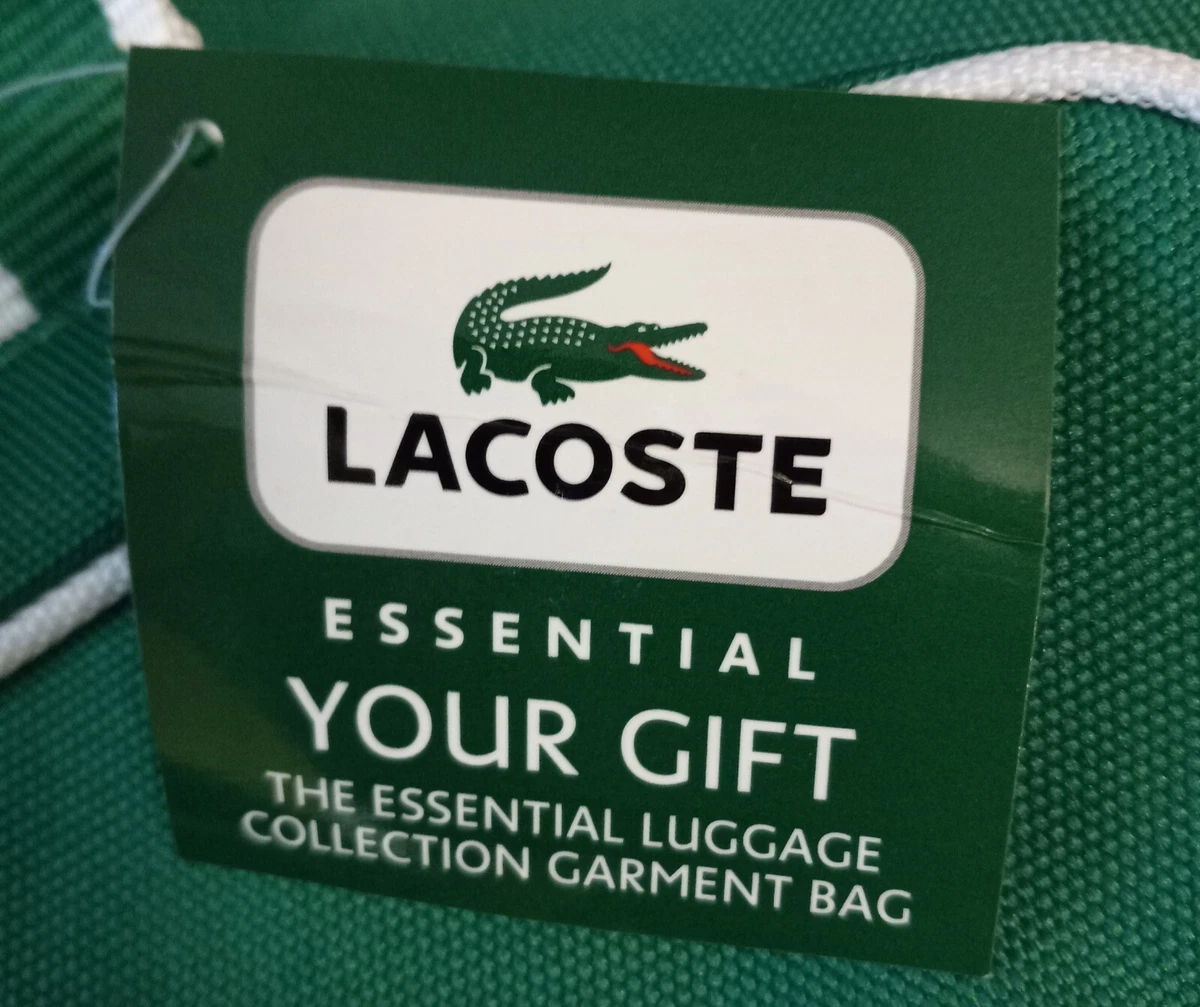 LACOSTE
ESSENTIAL
YOUR GIFT
THE ESSENTIAL LUGGAGE
COLLECTION GARMENT BAG